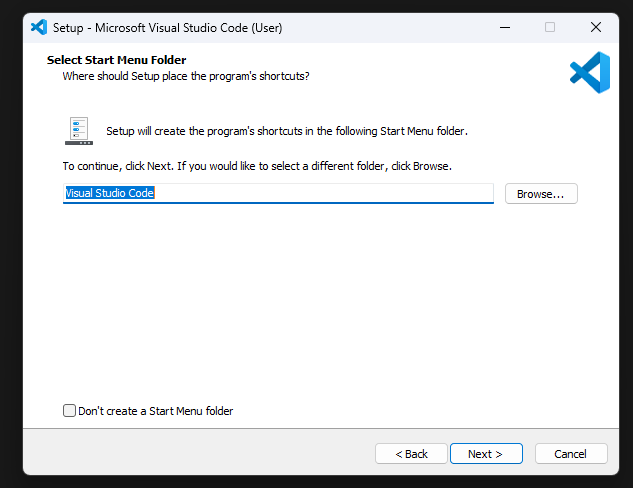 Setup - Microsoft Visual Studio Code (User)
Select Start Menu Folder
Where should Setup place the program's shortcuts?
Setup will create the program's shortcuts in the following Start Menu folder.
To continue, click Next. If you would like to select a different folder, click Browse.
Visual Studio Code
Browse...
Don't create a Start Menu folder
< Back
Next >
Cancel